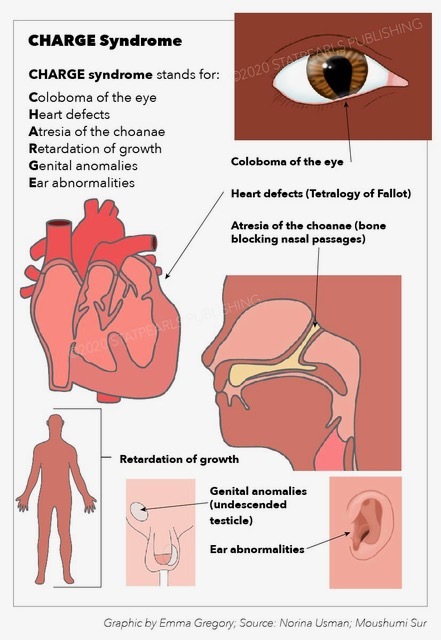 CHARGE Syndrome
CHARGE syndrome stands for:
Coloboma of the eye
Heart defects
Atresia of the choanae
Retardation of growth
Genital anomalies
Ear abnormalities
©2020 STATPEARLS PUBLISHING
Coloboma of the eye
Heart defects (Tetralogy of Fallot)
Atresia of the choanae (bone
blocking nasal passages)
©2020 STATPEARLS PUBLISHING
Retardation of growth
Genital anomalies
(undescended
testicle)
Ear abnormalities
Graphic by Emma Gregory; Source: Norina Usman; Moushumi Sur